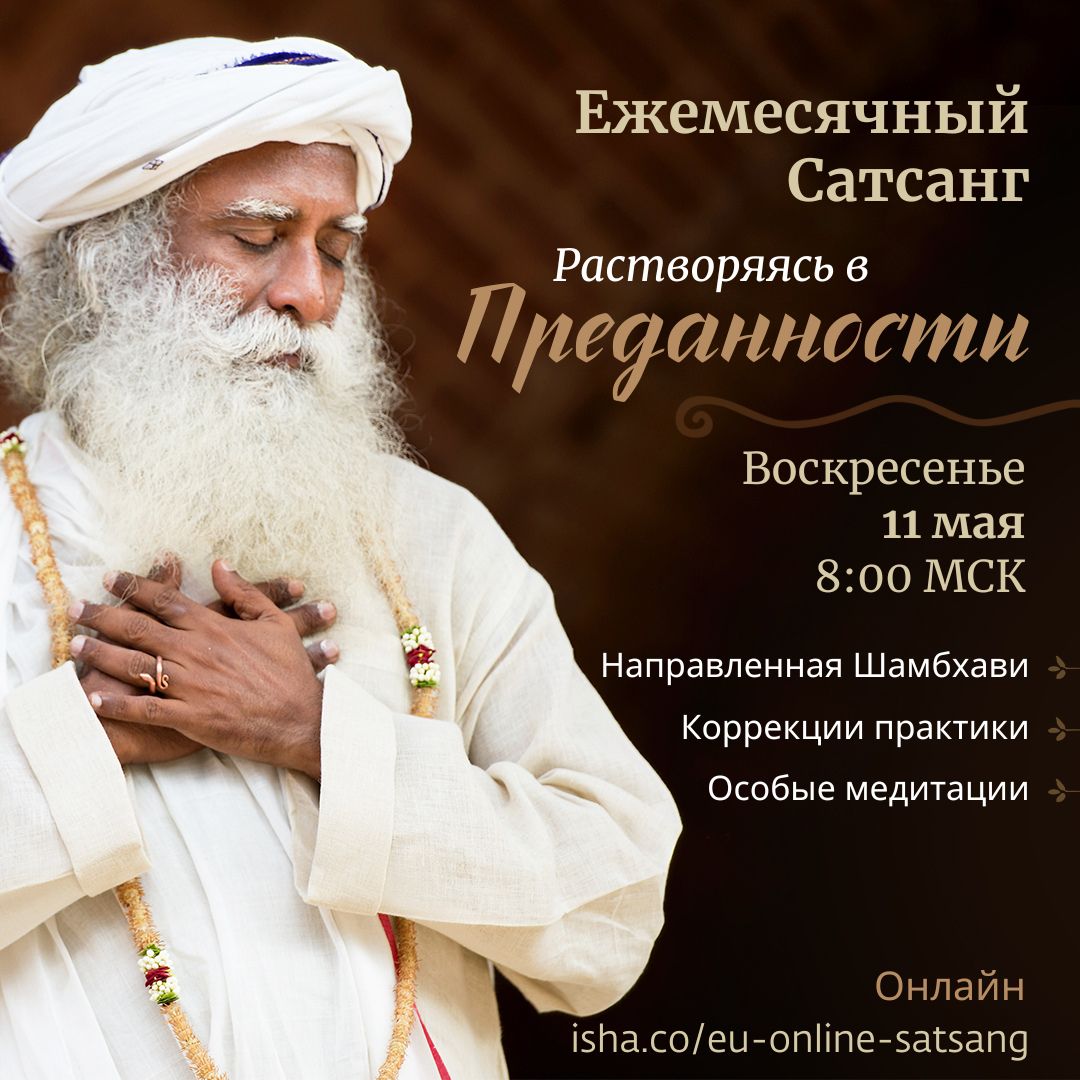 Ежемесячный
Сатсанг
Растворяясь в
Преданности
Воскресенье
11 мая
8:00 МСК
Направленная Шамбхави
Коррекции практики
Особые медитации
Онлайн
isha.co/eu-online-satsang